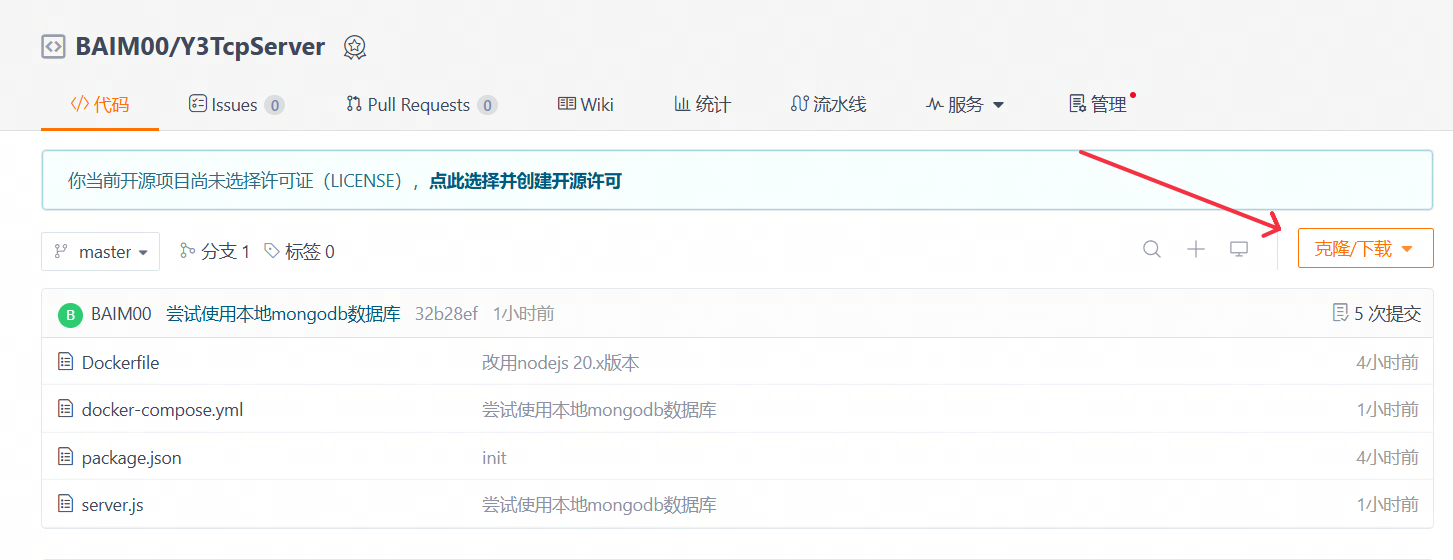 BAIM00/Y3TcpServer
代码 Issues 0 Pull Requests 0 Wiki 统计 流水线 服务 管理
你当前开源项目尚未选择许可证（LICENSE），点此选择并创建开源许可
master 分支 1 标签 0 克隆/下载
B BAIM00 尝试使用本地mongodb数据库 32b28ef 1小时前 5 次提交
Dockerfile 改用nodejs 20.x版本 4小时前
docker-compose.yml 尝试使用本地mongodb数据库 1小时前
package.json init 4小时前
server.js 尝试使用本地mongodb数据库 1小时前